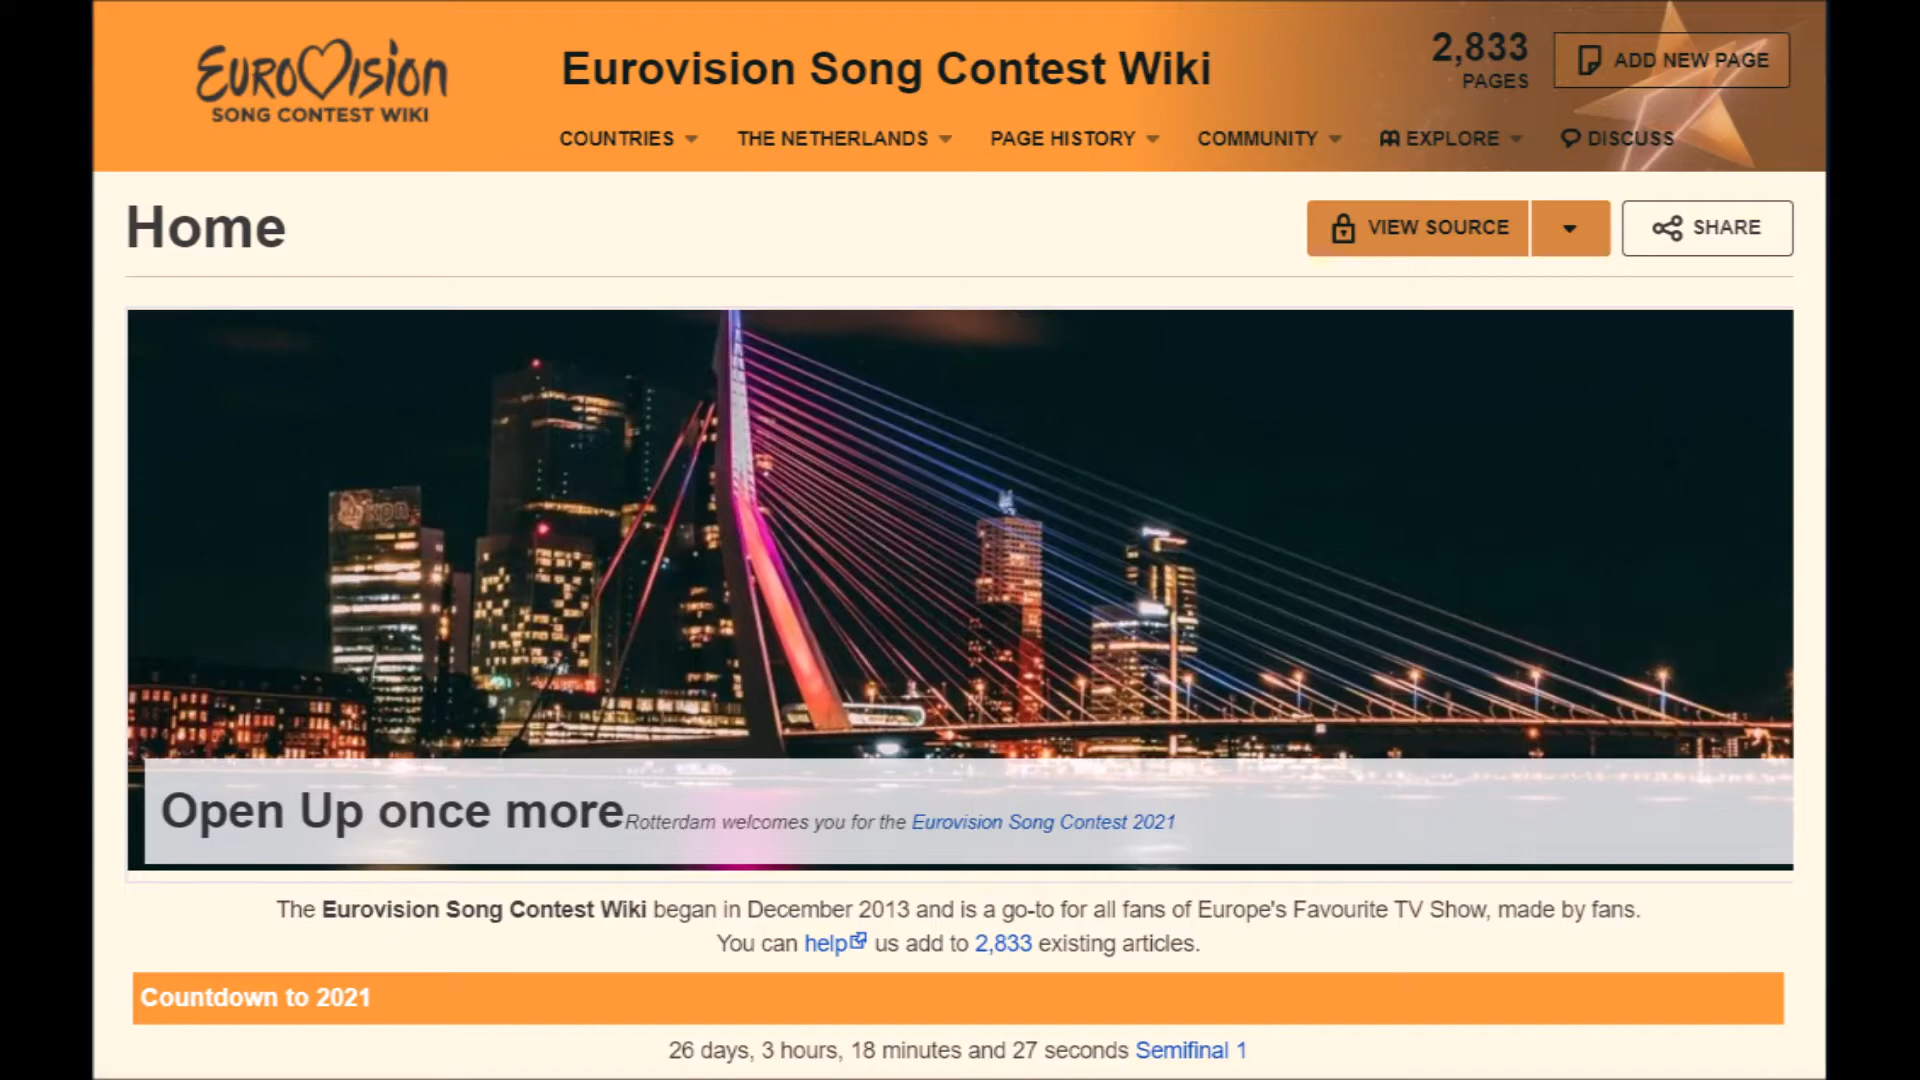 EUROVISION
SONG CONTEST WIKI
Eurovision Song Contest Wiki
2,833
PAGES
ADD NEW PAGE
COUNTRIES
THE NETHERLANDS
PAGE HISTORY
COMMUNITY
EXPLORE
DISCUSS
Home
VIEW SOURCE
SHARE
kpn
Open Up once more Rotterdam welcomes you for the Eurovision Song Contest 2021
The Eurovision Song Contest Wiki began in December 2013 and is a go-to for all fans of Europe's Favourite TV Show, made by fans.
You can help us add to 2,833 existing articles.
Countdown to 2021
26 days, 3 hours, 18 minutes and 27 seconds Semifinal 1